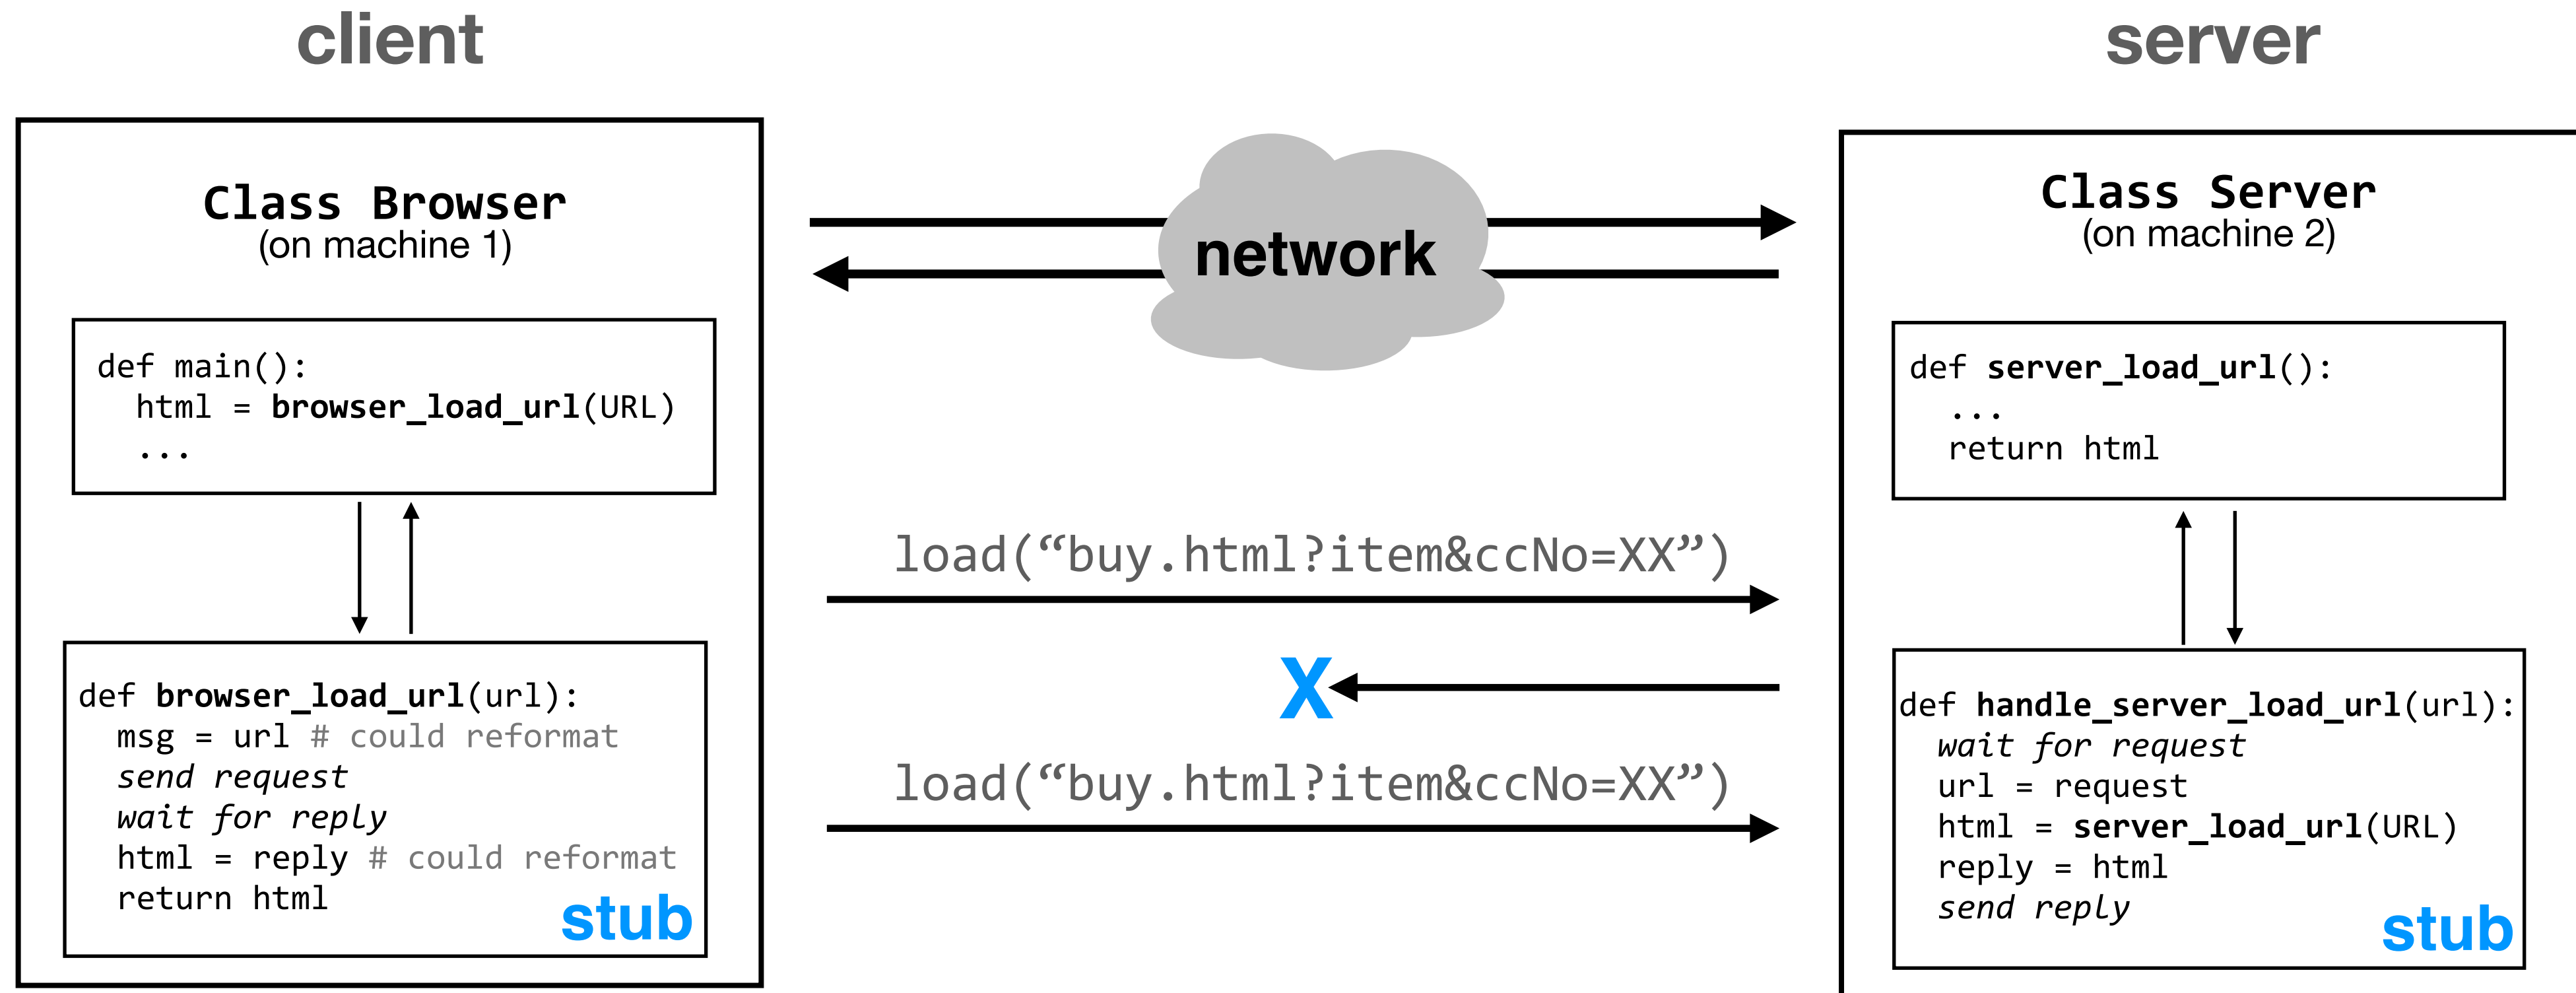 client
server
Class Browser
(on machine 1)
def main():
  html = browser_load_url(URL)
  ...
def browser_load_url(url):
  msg = url # could reformat
  send request
  wait for reply
  html = reply # could reformat
  return html
stub
network
load(“buy.html?item&ccNo=XX”)
X
load(“buy.html?item&ccNo=XX”)
Class Server
(on machine 2)
def server_load_url():
  ...
  return html
def handle_server_load_url(url):
  wait for request
  url = request
  html = server_load_url(URL)
  reply = html
  send reply
stub